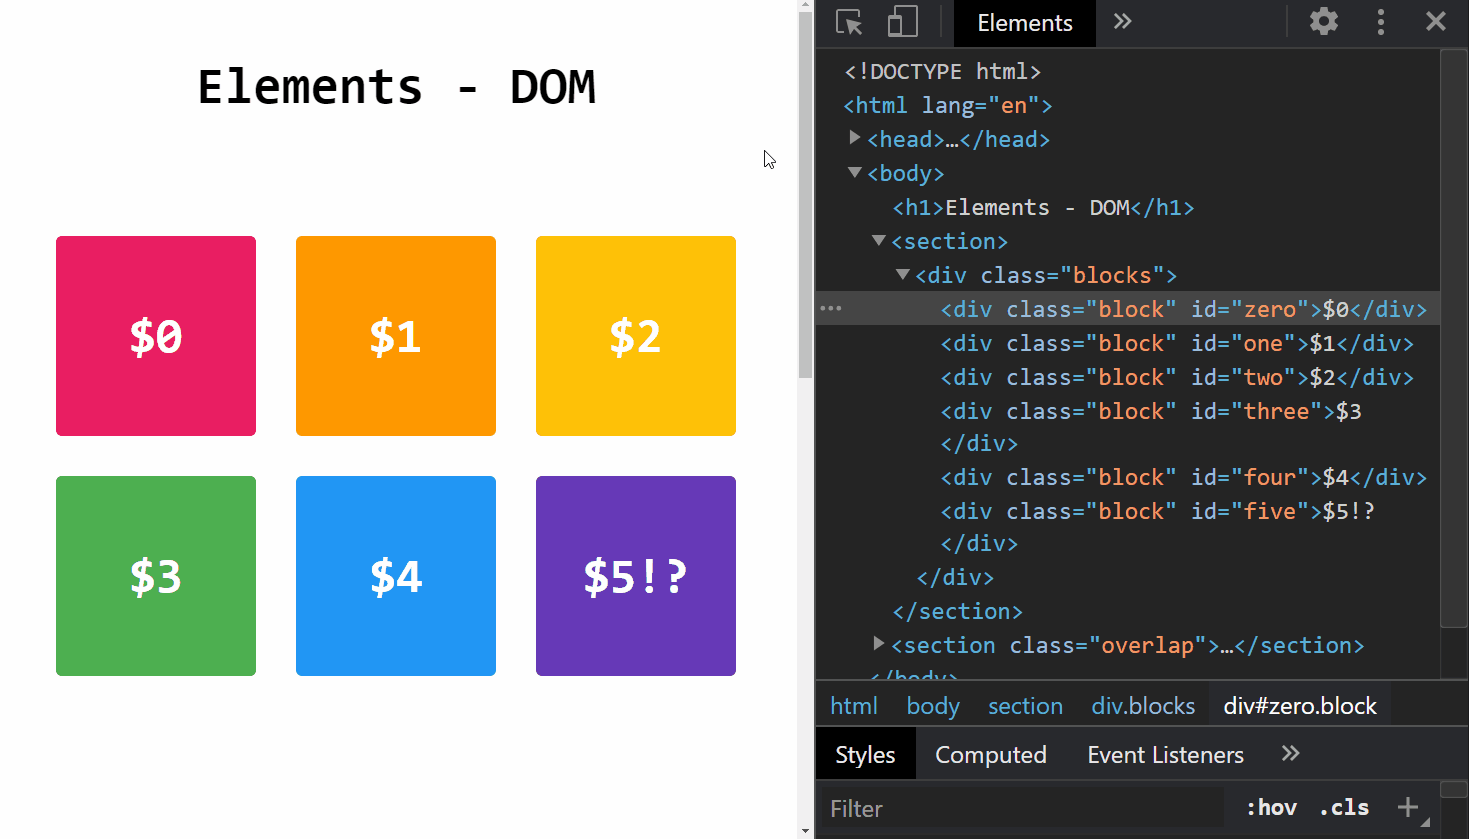 Elements - DOM
$0 $1 $2
$3 $4 $5!?
Elements
<!DOCTYPE html>
<html lang="en">
<head>…</head>
<body>
<h1>Elements - DOM</h1>
<section>
<div class="blocks">
<div class="block" id="zero">$0</div>
<div class="block" id="one">$1</div>
<div class="block" id="two">$2</div>
<div class="block" id="three">$3
</div>
<div class="block" id="four">$4</div>
<div class="block" id="five">$5!?
</div>
</div>
</section>
<section class="overlap">…</section>
</body>
html body section div.blocks div#zero.block
Styles Computed Event Listeners
Filter :hov .cls